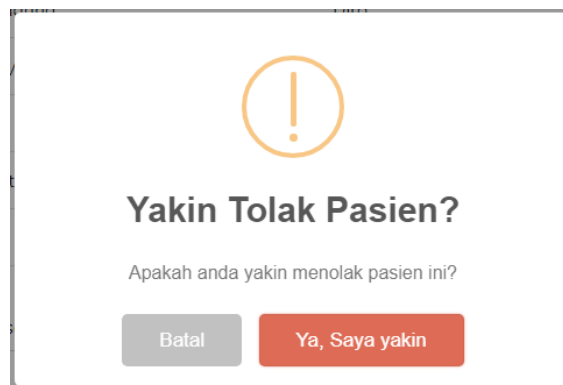 Yakin Tolak Pasien?
Apakah anda yakin menolak pasien ini?
Batal
Ya, Saya yakin